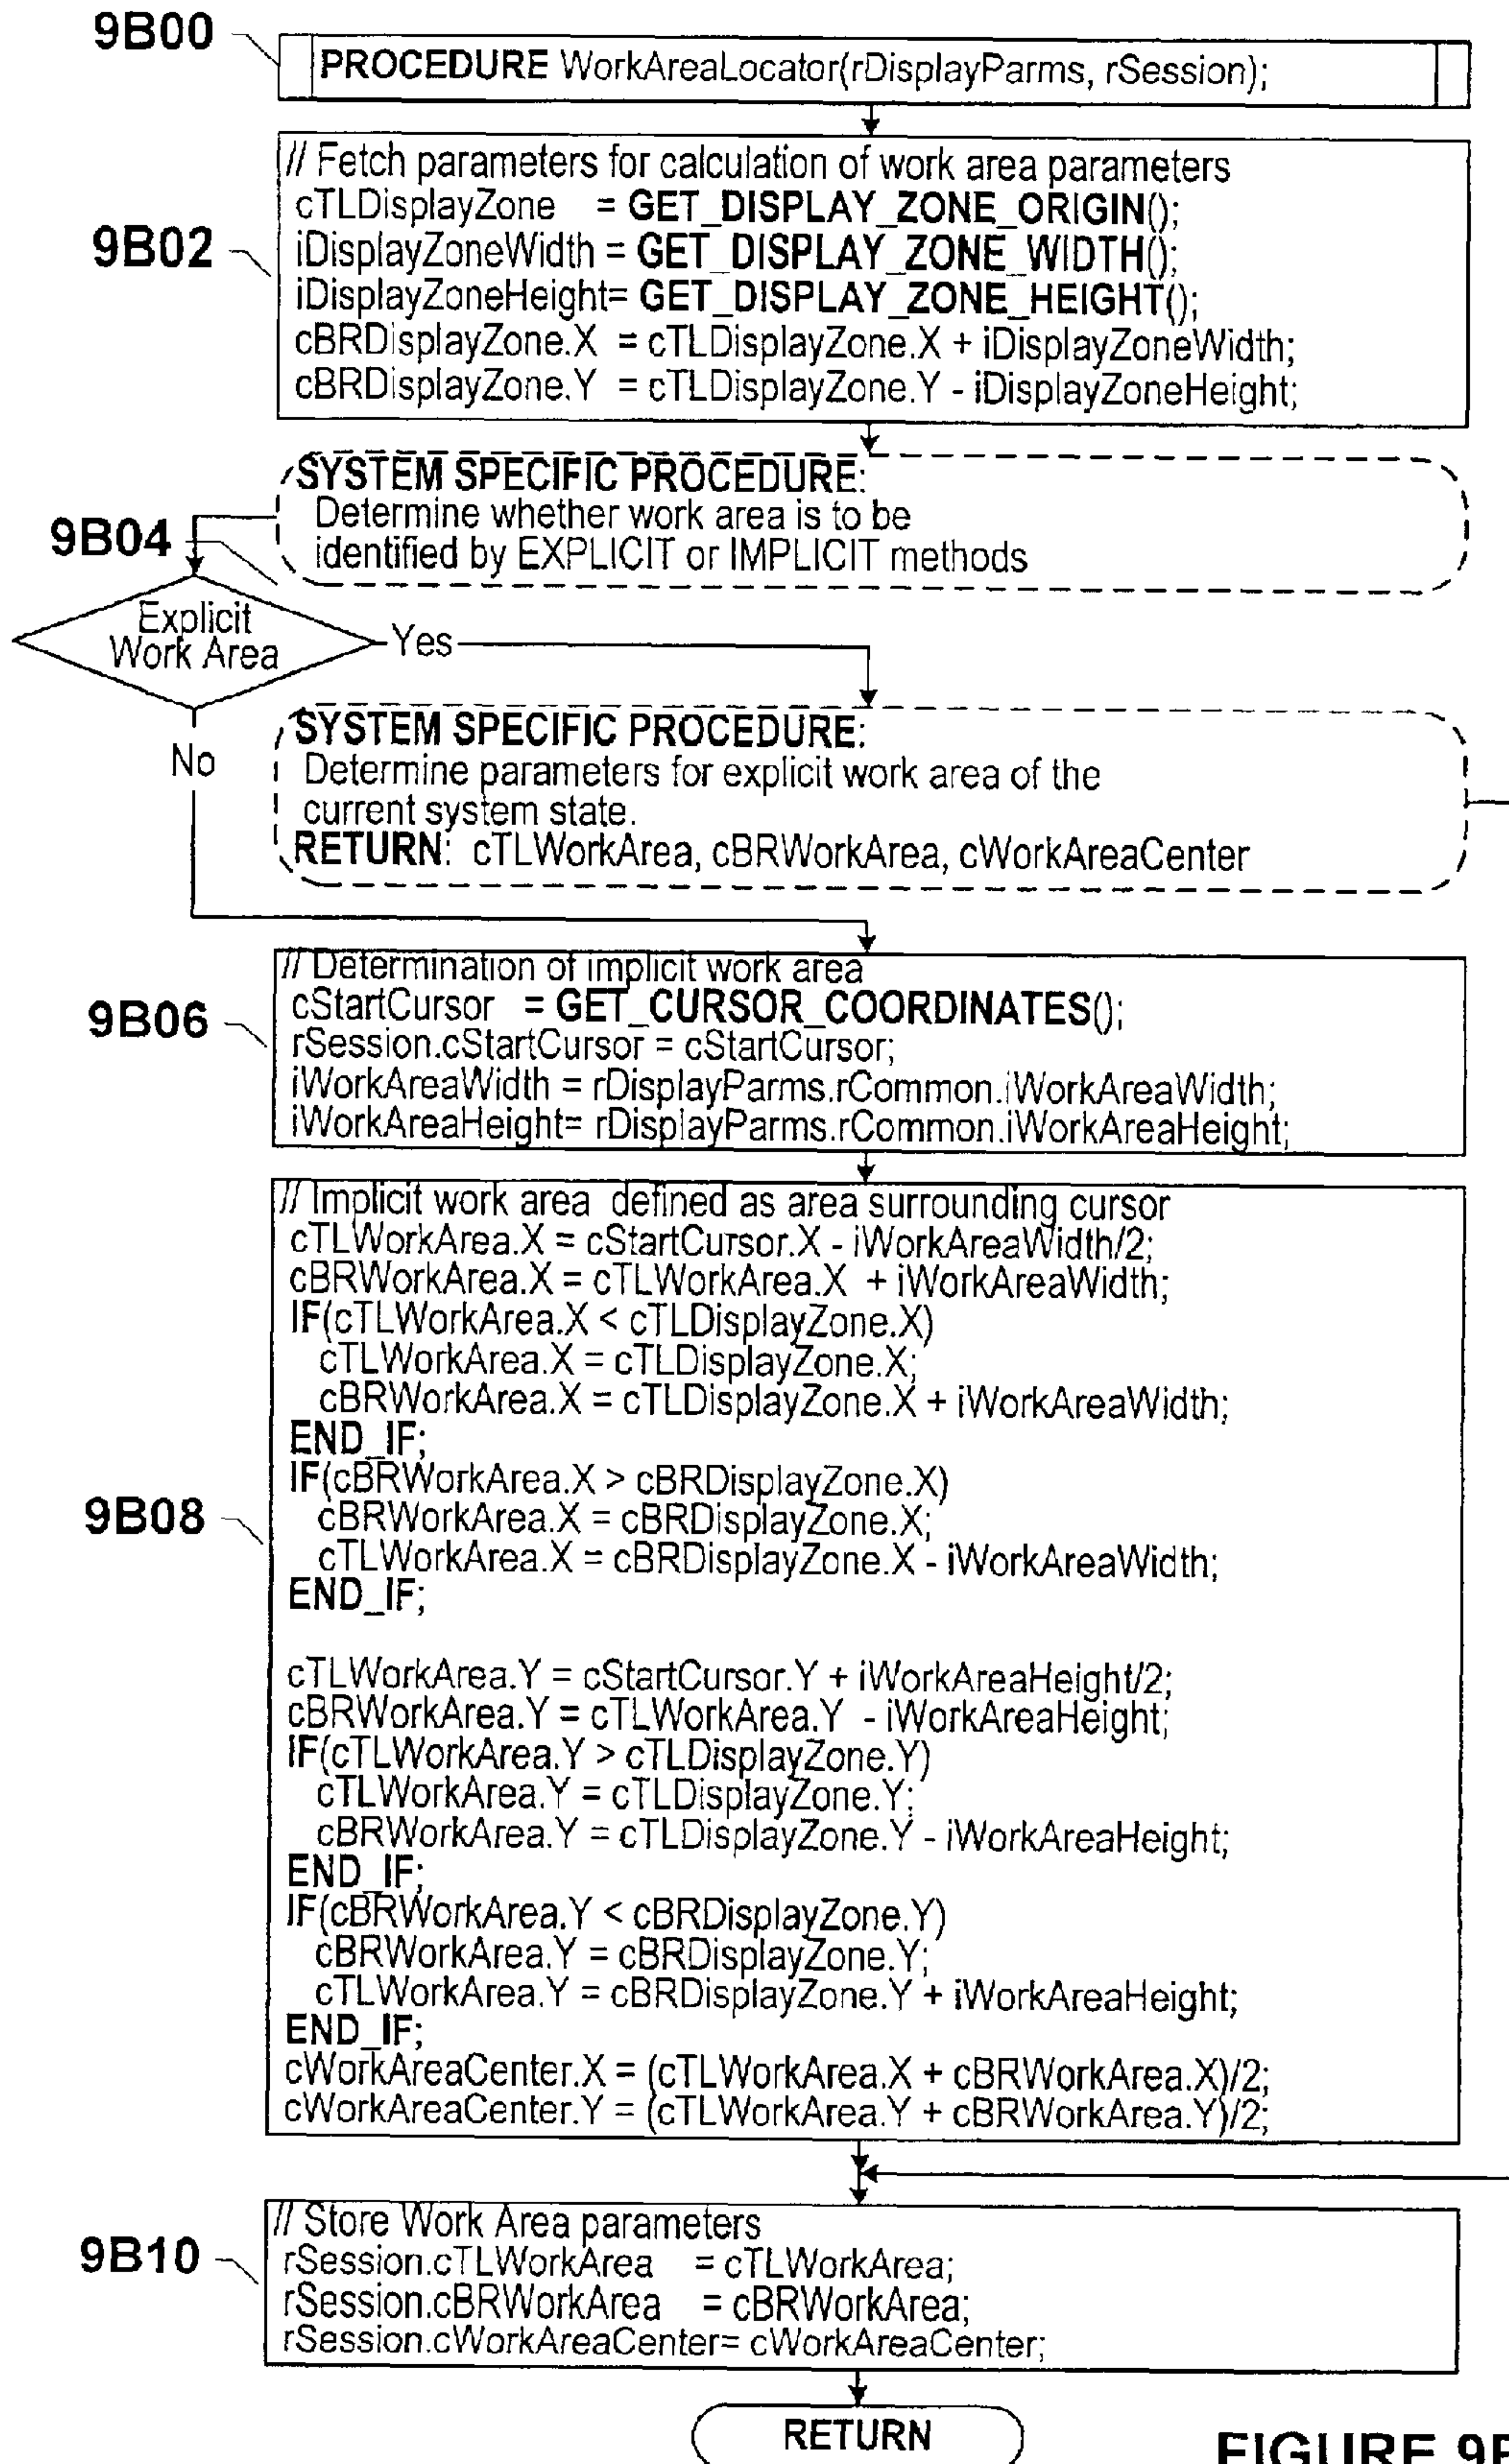 9B00
PROCEDURE WorkAreaLocator(rDisplayParms, rSession);
9B02
// Fetch parameters for calculation of work area parameters
cTLDisplayZone = GET_DISPLAY_ZONE_ORIGIN();
iDisplayZoneWidth = GET_DISPLAY_ZONE_WIDTH();
iDisplayZoneHeight= GET_DISPLAY_ZONE_HEIGHT();
cBRDisplayZone.X = cTLDisplayZone.X + iDisplayZoneWidth;
cBRDisplayZone.Y = cTLDisplayZone.Y - iDisplayZoneHeight;
SYSTEM SPECIFIC PROCEDURE:
Determine whether work area is to be
identified by EXPLICIT or IMPLICIT methods
9B04
Explicit
Work Area
Yes
No
SYSTEM SPECIFIC PROCEDURE:
Determine parameters for explicit work area of the
current system state.
RETURN: cTLWorkArea, cBRWorkArea, cWorkAreaCenter
9B06
// Determination of implicit work area
cStartCursor = GET_CURSOR_COORDINATES();
rSession.cStartCursor = cStartCursor;
iWorkAreaWidth = rDisplayParms.rCommon.iWorkAreaWidth;
iWorkAreaHeight= rDisplayParms.rCommon.iWorkAreaHeight;
9B08
// Implicit work area defined as area surrounding cursor
cTLWorkArea.X = cStartCursor.X - iWorkAreaWidth/2;
cBRWorkArea.X = cTLWorkArea.X + iWorkAreaWidth;
IF(cTLWorkArea.X < cTLDisplayZone.X)
cTLWorkArea.X = cTLDisplayZone.X;
cBRWorkArea.X = cTLDisplayZone.X + iWorkAreaWidth;
END_IF;
IF(cBRWorkArea.X > cBRDisplayZone.X)
cBRWorkArea.X = cBRDisplayZone.X;
cTLWorkArea.X = cBRDisplayZone.X - iWorkAreaWidth;
END_IF;
cTLWorkArea.Y = cStartCursor.Y + iWorkAreaHeight/2;
cBRWorkArea.Y = cTLWorkArea.Y - iWorkAreaHeight;
IF(cTLWorkArea.Y > cTLDisplayZone.Y)
cTLWorkArea.Y = cTLDisplayZone.Y;
cBRWorkArea.Y = cTLDisplayZone.Y - iWorkAreaHeight;
END_IF;
IF(cBRWorkArea.Y < cBRDisplayZone.Y)
cBRWorkArea.Y = cBRDisplayZone.Y;
cTLWorkArea.Y = cBRDisplayZone.Y + iWorkAreaHeight;
END_IF;
cWorkAreaCenter.X = (cTLWorkArea.X + cBRWorkArea.X)/2;
cWorkAreaCenter.Y = (cTLWorkArea.Y + cBRWorkArea.Y)/2;
9B10
// Store Work Area parameters
rSession.cTLWorkArea = cTLWorkArea;
rSession.cBRWorkArea = cBRWorkArea;
rSession.cWorkAreaCenter= cWorkAreaCenter;
RETURN
FIGURE 9B